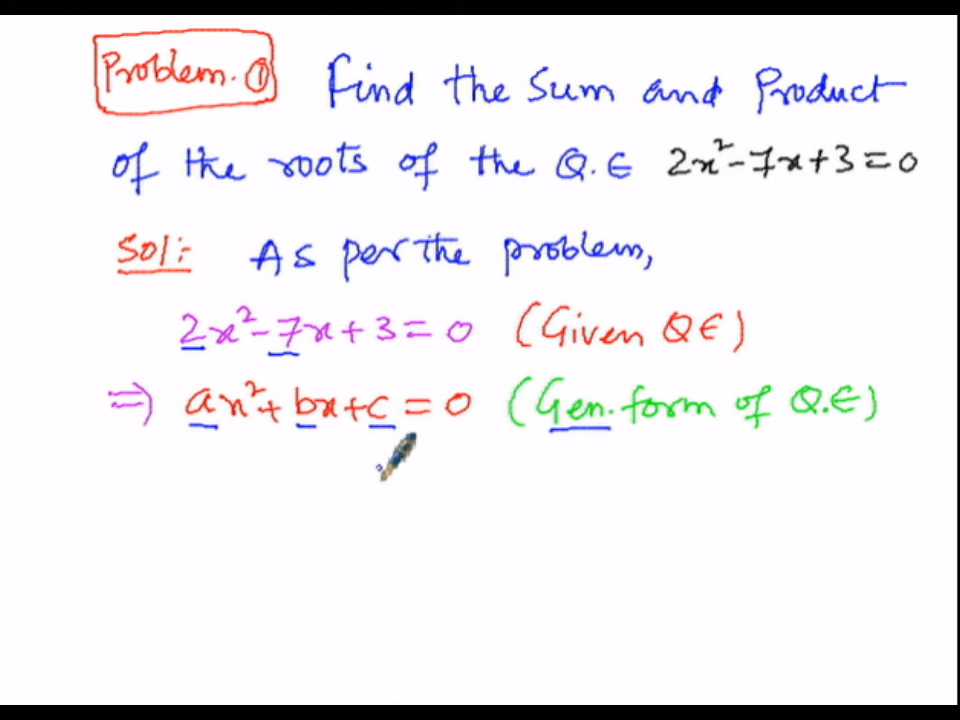 Problem. ① Find the Sum and Product
of the roots of the Q.E 2x²-7x+3=0
Sol:- As per the problem,
2x²-7x+3=0 (Given QE)
⇒ ax²+bx+c=0 (Gen. form of Q.E)